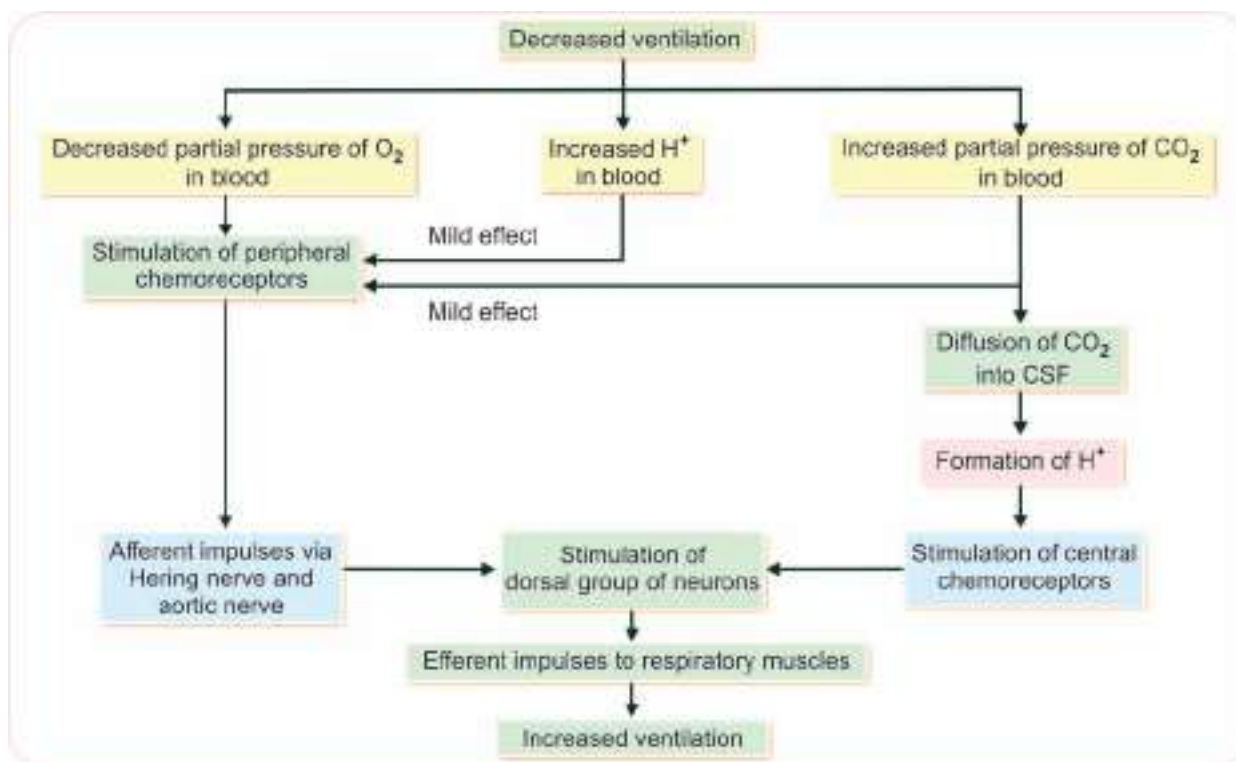 Decreased ventilation
Decreased partial pressure of O₂
in blood
Increased H⁺
in blood
Increased partial pressure of CO₂
in blood
Mild effect
Stimulation of peripheral
chemoreceptors
Mild effect
Diffusion of CO₂
into CSF
Formation of H⁺
Afferent impulses via
Hering nerve and
aortic nerve
Stimulation of
dorsal group of neurons
Stimulation of central
chemoreceptors
Efferent impulses to respiratory muscles
Increased ventilation